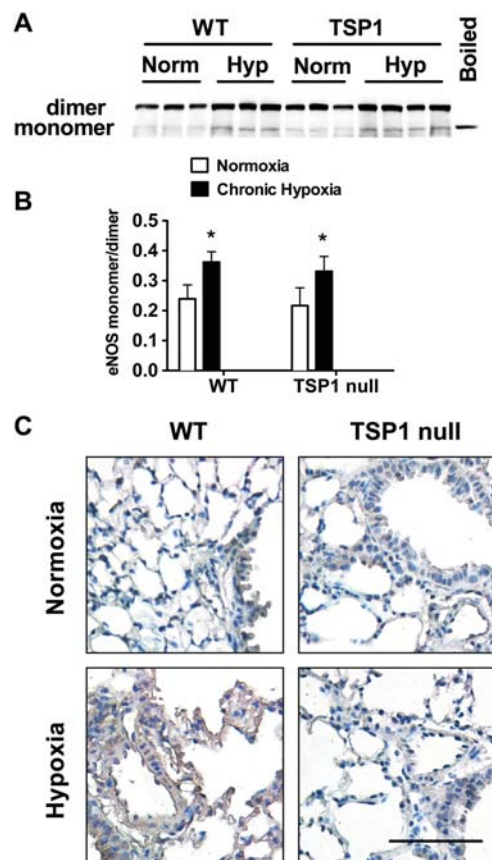 A
WT TSP1
Norm Hyp Norm Hyp Boiled
dimer
monomer
Normoxia
Chronic Hypoxia
B
eNOS monomer/dimer
0.5
0.4
0.3
0.2
0.1
0.0
* *
WT TSP1 null
C
WT TSP1 null
Normoxia
Hypoxia